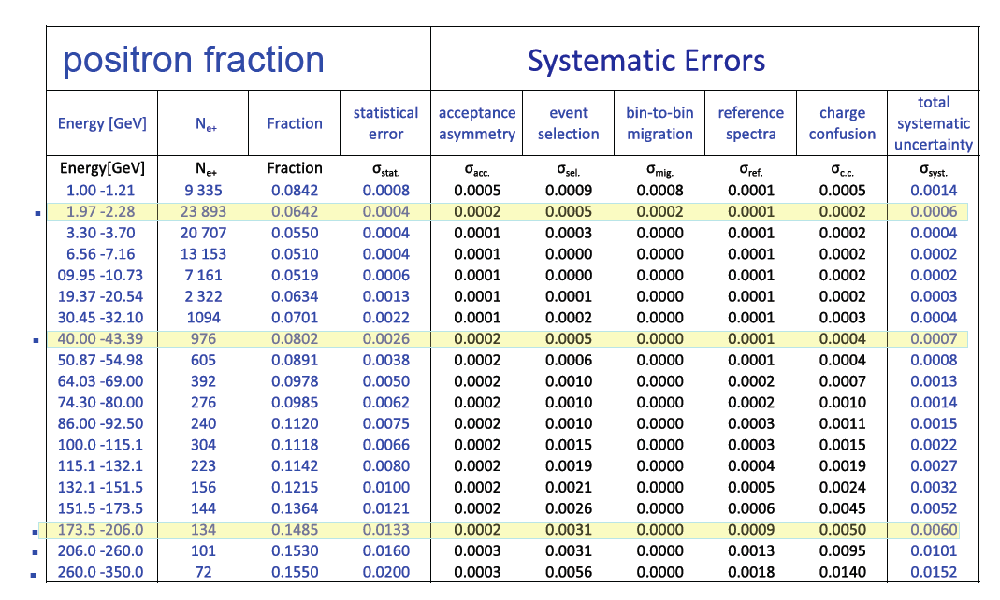 positron fraction Systematic Errors
Energy [GeV] Ne+ Fraction statistical error acceptance asymmetry event selection bin-to-bin migration reference spectra charge confusion total systematic uncertainty
Energy[GeV] Ne+ Fraction σstat. σacc. σsel. σmig. σref. σc.c. σsyst.
1.00 -1.21 9 335 0.0842 0.0008 0.0005 0.0009 0.0008 0.0001 0.0005 0.0014
1.97 -2.28 23 893 0.0642 0.0004 0.0002 0.0005 0.0002 0.0001 0.0002 0.0006
3.30 -3.70 20 707 0.0550 0.0004 0.0001 0.0003 0.0000 0.0001 0.0002 0.0004
6.56 -7.16 13 153 0.0510 0.0004 0.0001 0.0000 0.0000 0.0001 0.0002 0.0002
09.95 -10.73 7 161 0.0519 0.0006 0.0001 0.0000 0.0000 0.0001 0.0002 0.0002
19.37 -20.54 2 322 0.0634 0.0013 0.0001 0.0001 0.0000 0.0001 0.0002 0.0003
30.45 -32.10 1094 0.0701 0.0022 0.0001 0.0002 0.0000 0.0001 0.0003 0.0004
40.00 -43.39 976 0.0802 0.0026 0.0002 0.0005 0.0000 0.0001 0.0004 0.0007
50.87 -54.98 605 0.0891 0.0038 0.0002 0.0006 0.0000 0.0001 0.0004 0.0008
64.03 -69.00 392 0.0978 0.0050 0.0002 0.0010 0.0000 0.0002 0.0007 0.0013
74.30 -80.00 276 0.0985 0.0062 0.0002 0.0010 0.0000 0.0002 0.0010 0.0014
86.00 -92.50 240 0.1120 0.0075 0.0002 0.0010 0.0000 0.0003 0.0011 0.0015
100.0 -115.1 304 0.1118 0.0066 0.0002 0.0015 0.0000 0.0003 0.0015 0.0022
115.1 -132.1 223 0.1142 0.0080 0.0002 0.0019 0.0000 0.0004 0.0019 0.0027
132.1 -151.5 156 0.1215 0.0100 0.0002 0.0021 0.0000 0.0005 0.0024 0.0032
151.5 -173.5 144 0.1364 0.0121 0.0002 0.0026 0.0000 0.0006 0.0045 0.0052
173.5 -206.0 134 0.1485 0.0133 0.0002 0.0031 0.0000 0.0009 0.0050 0.0060
206.0 -260.0 101 0.1530 0.0160 0.0003 0.0031 0.0000 0.0013 0.0095 0.0101
260.0 -350.0 72 0.1550 0.0200 0.0003 0.0056 0.0000 0.0018 0.0140 0.0152